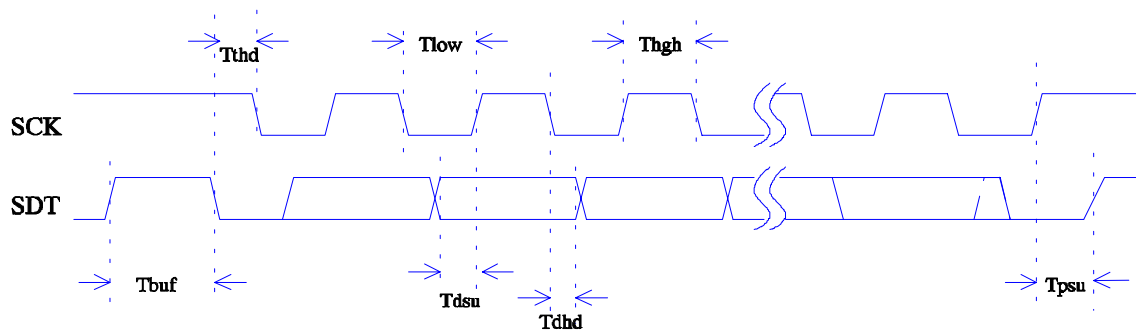 Tthd
Tlow
Thgh
SCK
SDT
Tbuf
Tdsu
Tdhd
Tpsu